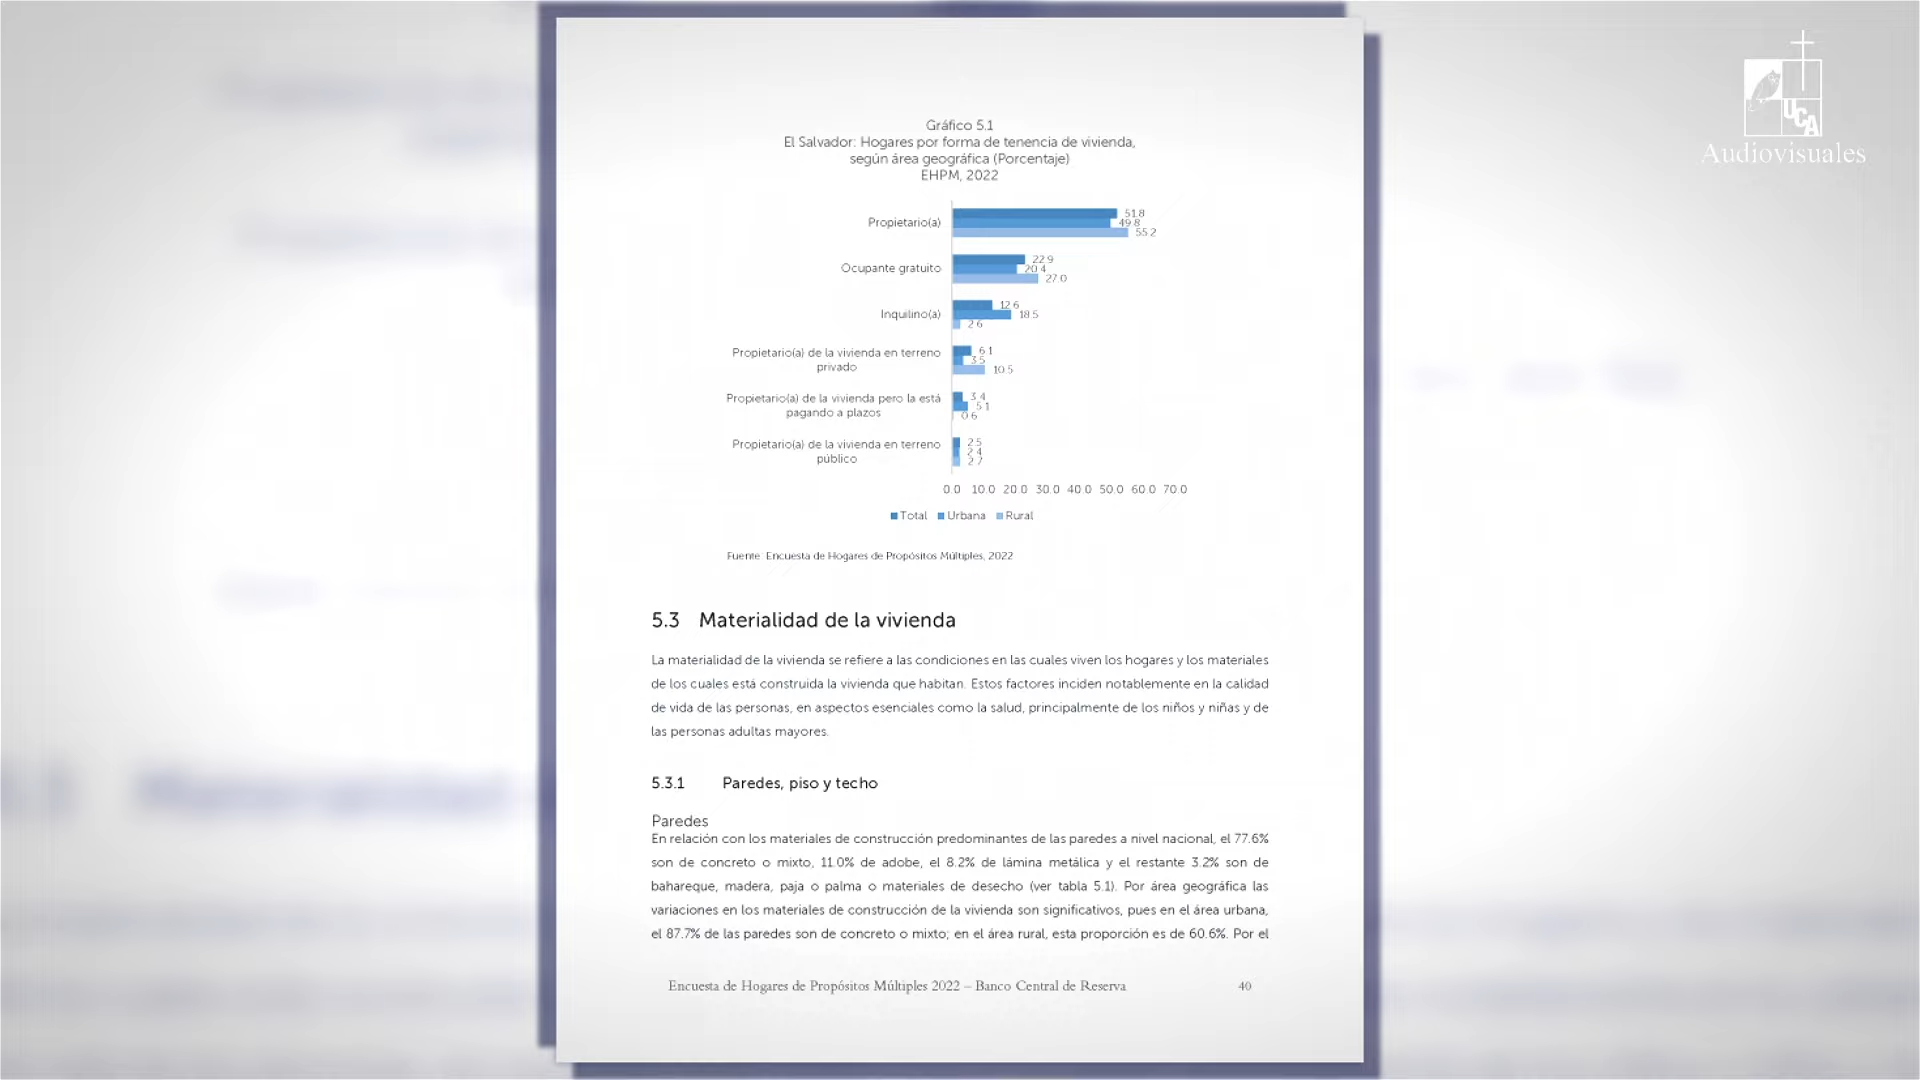 UCA
Audiovisuales
Gráfico 5.1
El Salvador: Hogares por forma de tenencia de vivienda,
según área geográfica (Porcentaje)
EHPM, 2022
Propietario(a)
51.8
49.8
55.2
Ocupante gratuito
22.9
20.4
27.0
Inquilino(a)
12.6
18.5
2.6
Propietario(a) de la vivienda en terreno
privado
6.1
3.5
10.5
Propietario(a) de la vivienda pero la está
pagando a plazos
3.4
5.1
0.6
Propietario(a) de la vivienda en terreno
público
2.5
2.4
2.7
0.0 10.0 20.0 30.0 40.0 50.0 60.0 70.0
Total Urbana Rural
Fuente: Encuesta de Hogares de Propósitos Múltiples, 2022
5.3 Materialidad de la vivienda
La materialidad de la vivienda se refiere a las condiciones en las cuales viven los hogares y los materiales
de los cuales está construida la vivienda que habitan. Estos factores inciden notablemente en la calidad
de vida de las personas, en aspectos esenciales como la salud, principalmente de los niños y niñas y de
las personas adultas mayores.
5.3.1 Paredes, piso y techo
Paredes
En relación con los materiales de construcción predominantes de las paredes a nivel nacional, el 77.6%
son de concreto o mixto, 11.0% de adobe, el 8.2% de lámina metálica y el restante 3.2% son de
bahareque, madera, paja o palma o materiales de desecho (ver tabla 5.1). Por área geográfica las
variaciones en los materiales de construcción de la vivienda son significativos, pues en el área urbana,
el 87.7% de las paredes son de concreto o mixto; en el área rural, esta proporción es de 60.6%. Por el
Encuesta de Hogares de Propósitos Múltiples 2022 – Banco Central de Reserva 40